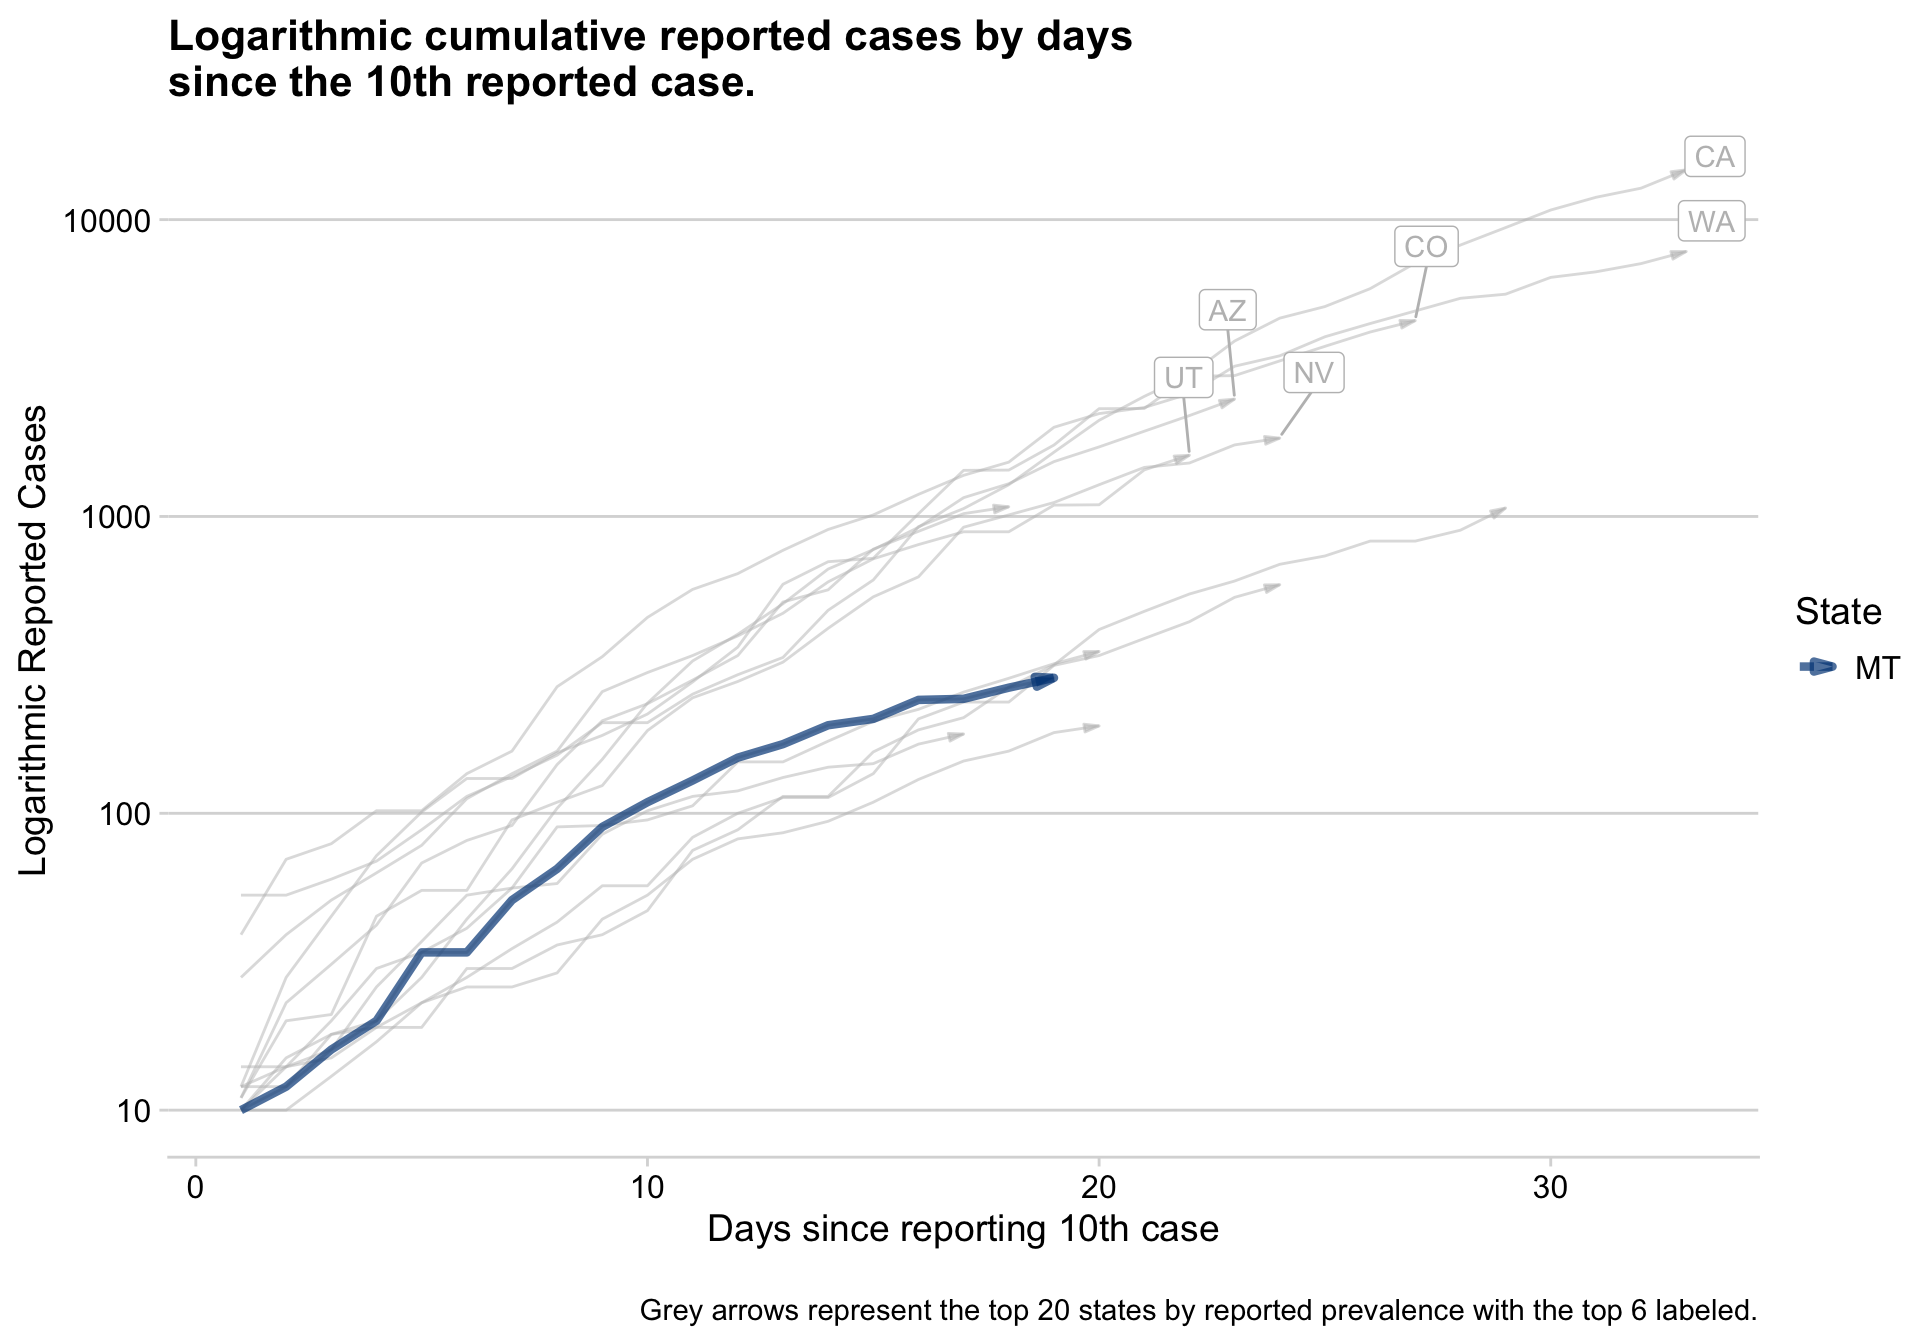 Logarithmic cumulative reported cases by days
since the 10th reported case.
CA
WA
CO
AZ
UT
NV
10000
1000
100
10
Logarithmic Reported Cases
0
10
20
30
Days since reporting 10th case
State
MT
Grey arrows represent the top 20 states by reported prevalence with the top 6 labeled.